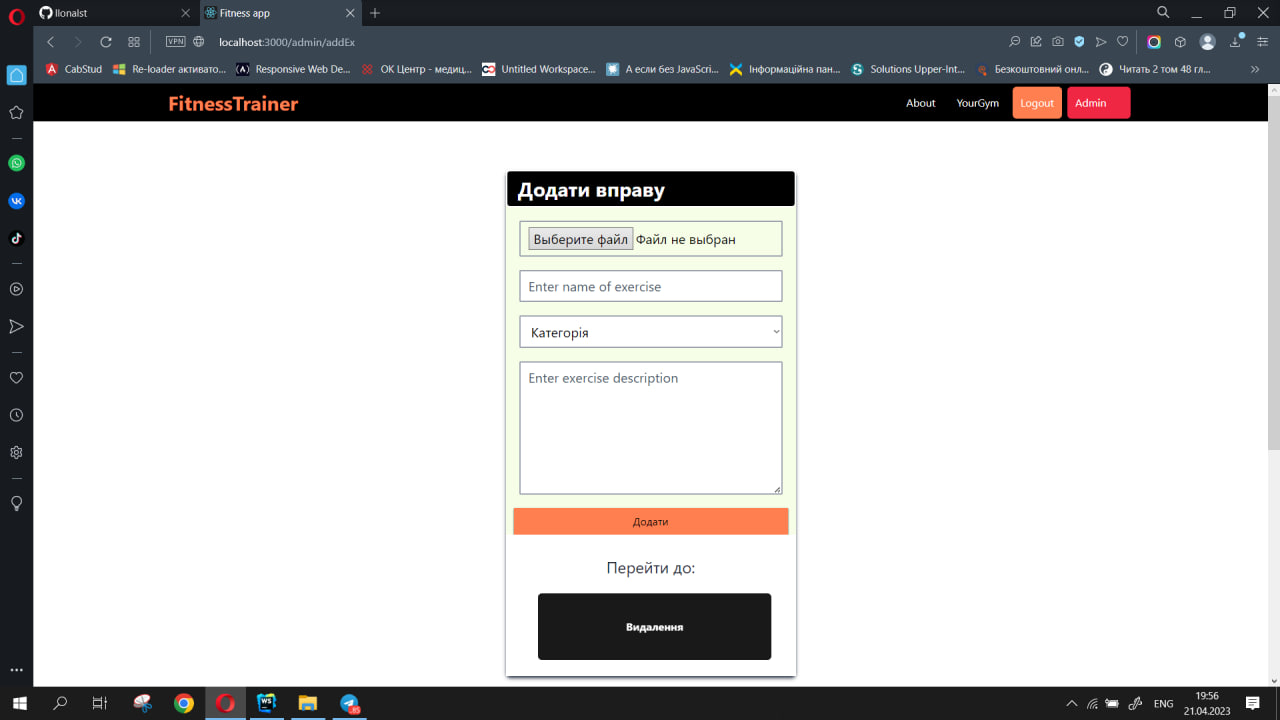 IlonaIst
Fitness app
VPN
localhost:3000/admin/addEx
CabStud
Re-loader активато...
Responsive Web De...
ОК Центр - медиц...
Untitled Workspace...
А если без JavaScri...
Інформаційна пан...
Solutions Upper-Int...
Безкоштовний онл...
Читать 2 том 48 гл...
FitnessTrainer
About
YourGym
Logout
Admin
Додати вправу
Выберите файл Файл не выбран
Enter name of exercise
Категорія
Enter exercise description
Додати
Перейти до:
Видалення
WS
ENG
19:56
21.04.2023